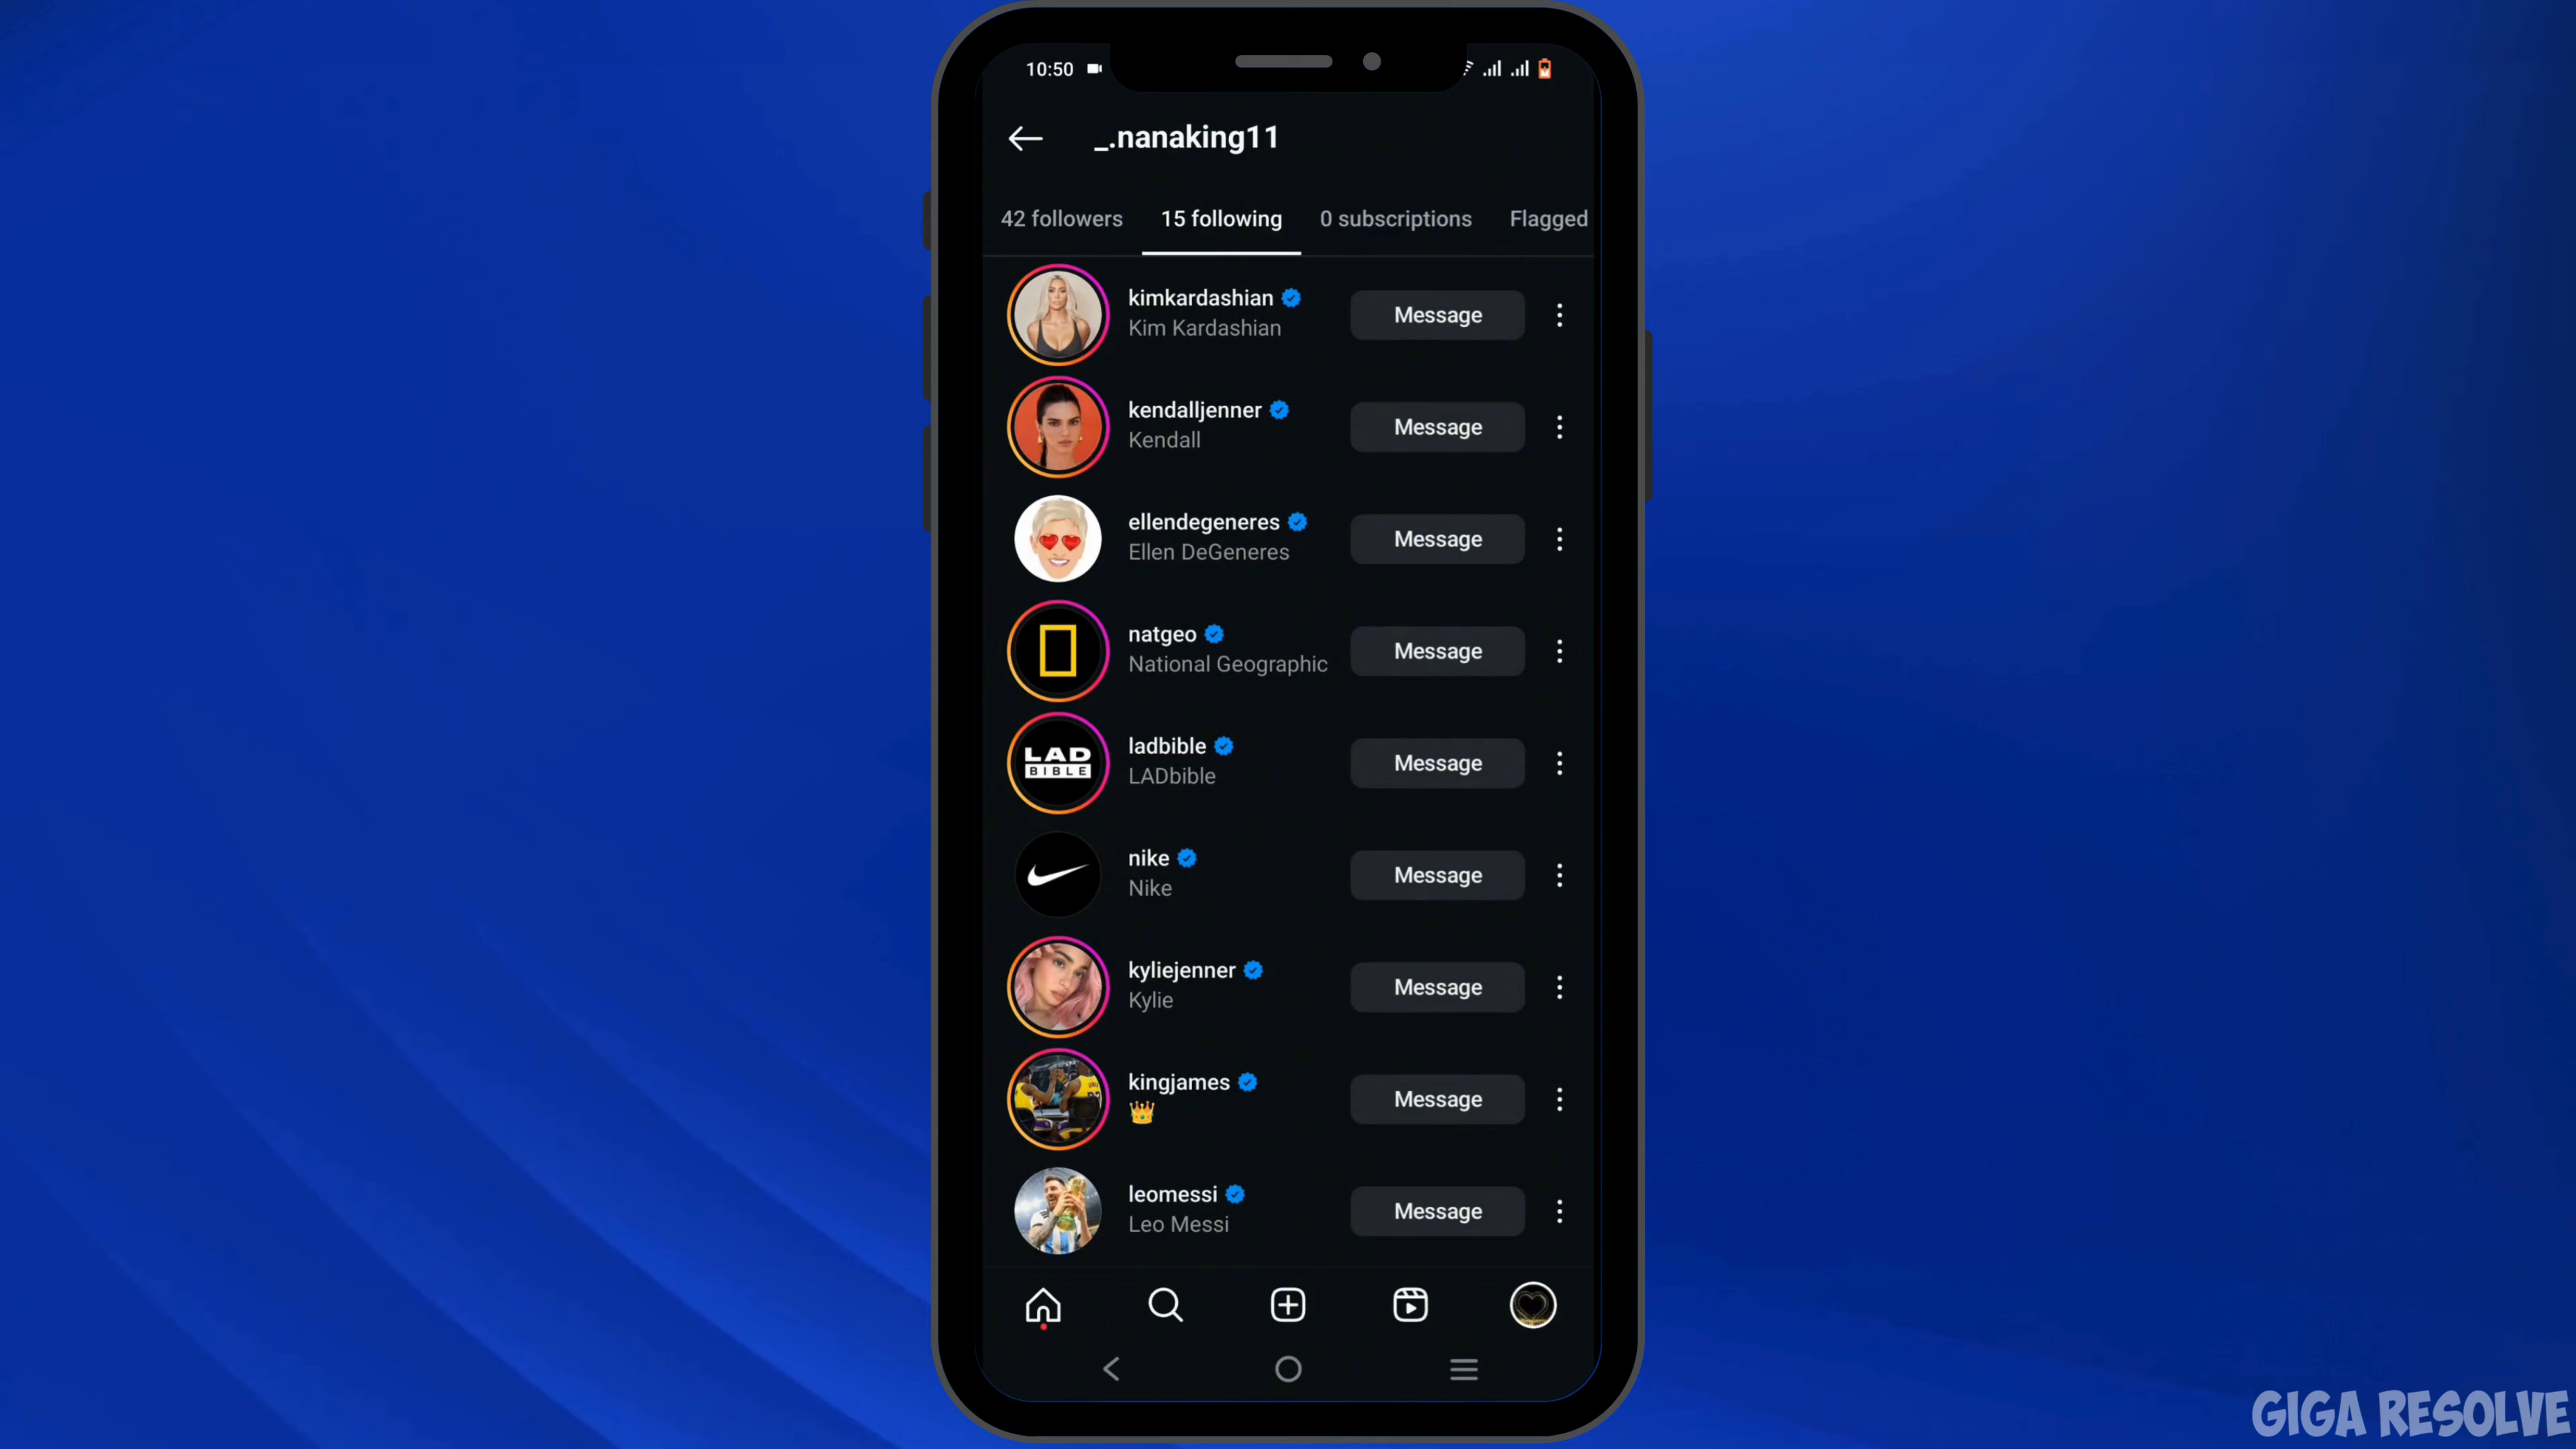 10:50
_.nanaking11
42 followers 15 following 0 subscriptions Flagged
kimkardashian
Kim Kardashian
Message
kendalljenner
Kendall
Message
ellendegeneres
Ellen DeGeneres
Message
natgeo
National Geographic
Message
LAD
BIBLE
ladbible
LADbible
Message
nike
Nike
Message
kyliejenner
Kylie
Message
kingjames
👑
Message
leomessi
Leo Messi
Message
GIGA RESOLVE